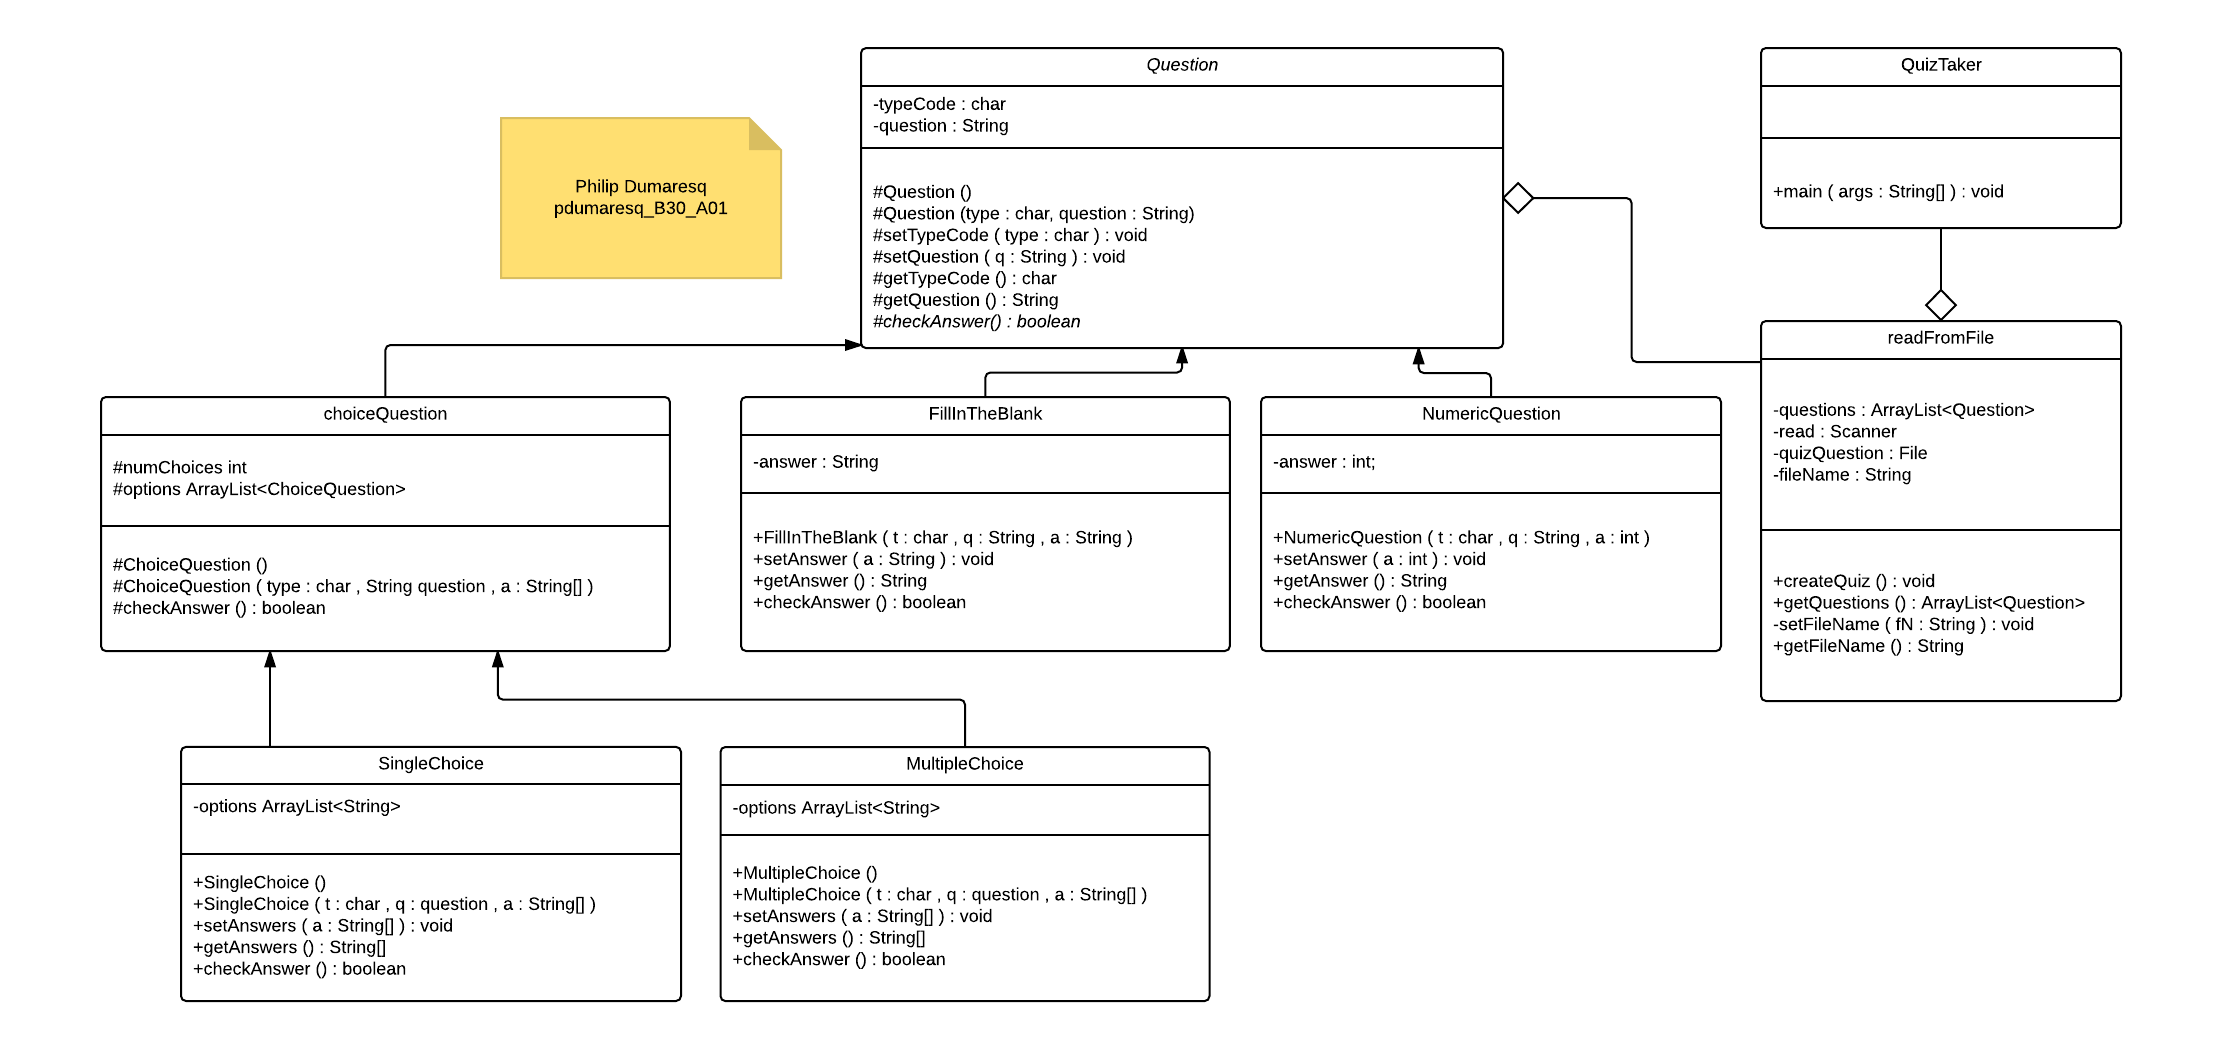 Question
-typeCode : char
-question : String
#Question ()
#Question (type : char, question : String)
#setTypeCode ( type : char ) : void
#setQuestion ( q : String ) : void
#getTypeCode () : char
#getQuestion () : String
#checkAnswer() : boolean
QuizTaker
+main ( args : String[] ) : void
Philip Dumaresq
pdumaresq_B30_A01
readFromFile
-questions : ArrayList<Question>
-read : Scanner
-quizQuestion : File
-fileName : String
+createQuiz () : void
+getQuestions () : ArrayList<Question>
-setFileName ( fN : String ) : void
+getFileName () : String
choiceQuestion
#numChoices int
#options ArrayList<ChoiceQuestion>
#ChoiceQuestion ()
#ChoiceQuestion ( type : char , String question , a : String[] )
#checkAnswer () : boolean
FillInTheBlank
-answer : String
+FillInTheBlank ( t : char , q : String , a : String )
+setAnswer ( a : String ) : void
+getAnswer () : String
+checkAnswer () : boolean
NumericQuestion
-answer : int;
+NumericQuestion ( t : char , q : String , a : int )
+setAnswer ( a : int ) : void
+getAnswer () : String
+checkAnswer () : boolean
SingleChoice
-options ArrayList<String>
+SingleChoice ()
+SingleChoice ( t : char , q : question , a : String[] )
+setAnswers ( a : String[] ) : void
+getAnswers () : String[]
+checkAnswer () : boolean
MultipleChoice
-options ArrayList<String>
+MultipleChoice ()
+MultipleChoice ( t : char , q : question , a : String[] )
+setAnswers ( a : String[] ) : void
+getAnswers () : String[]
+checkAnswer () : boolean